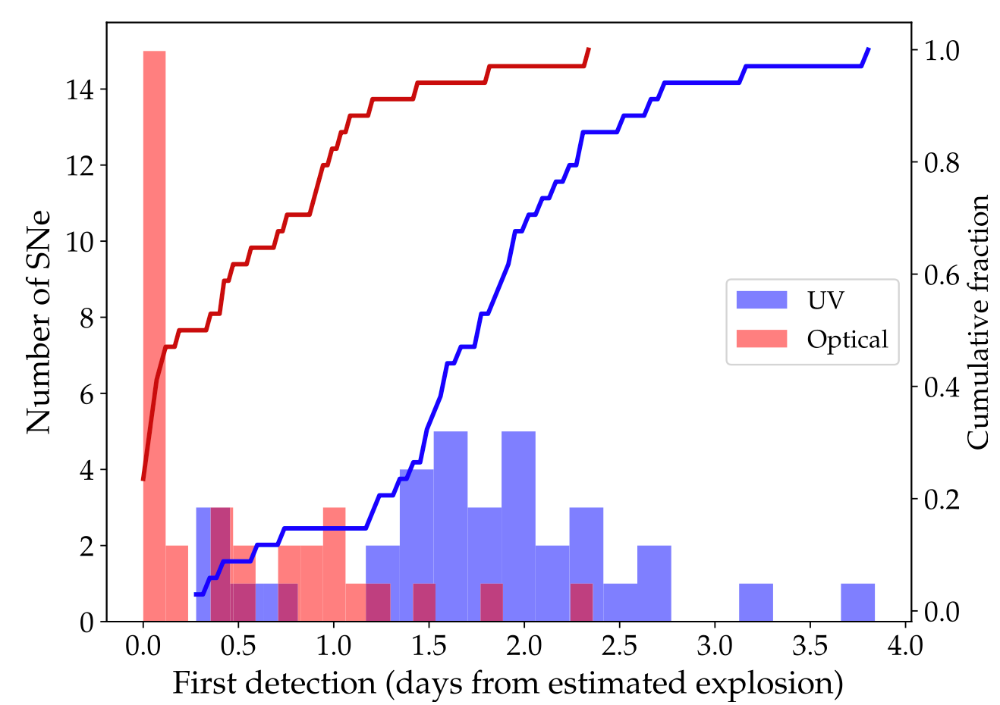 Number of SNe
14
12
10
8
6
4
2
0
0.0 0.5 1.0 1.5 2.0 2.5 3.0 3.5 4.0
First detection (days from estimated explosion)
UV
Optical
1.0
0.8
0.6
0.4
0.2
0.0
Cumulative fraction